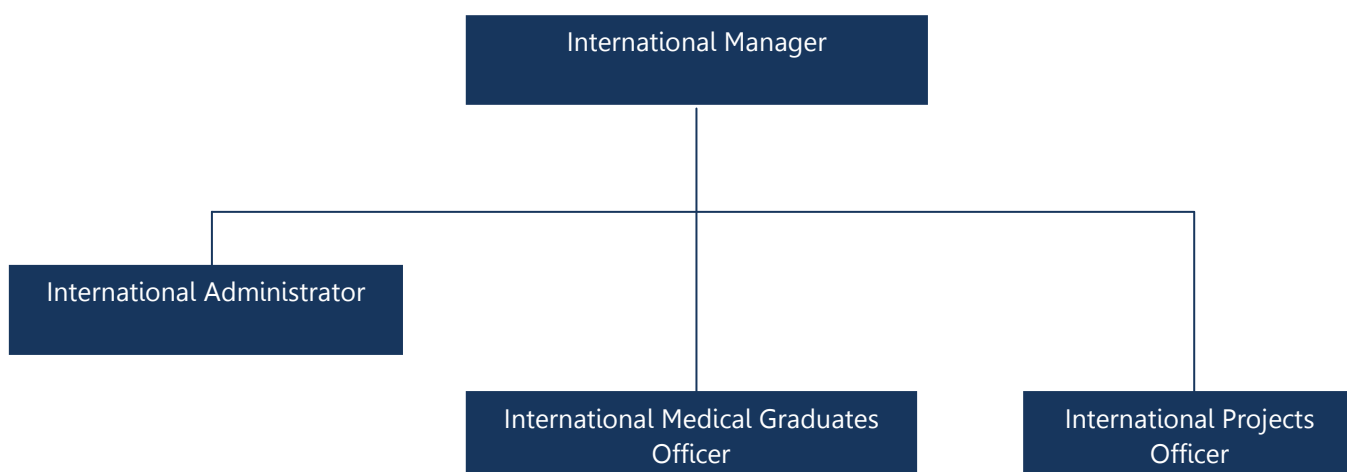 International Manager
International Administrator
International Medical Graduates
Officer
International Projects
Officer